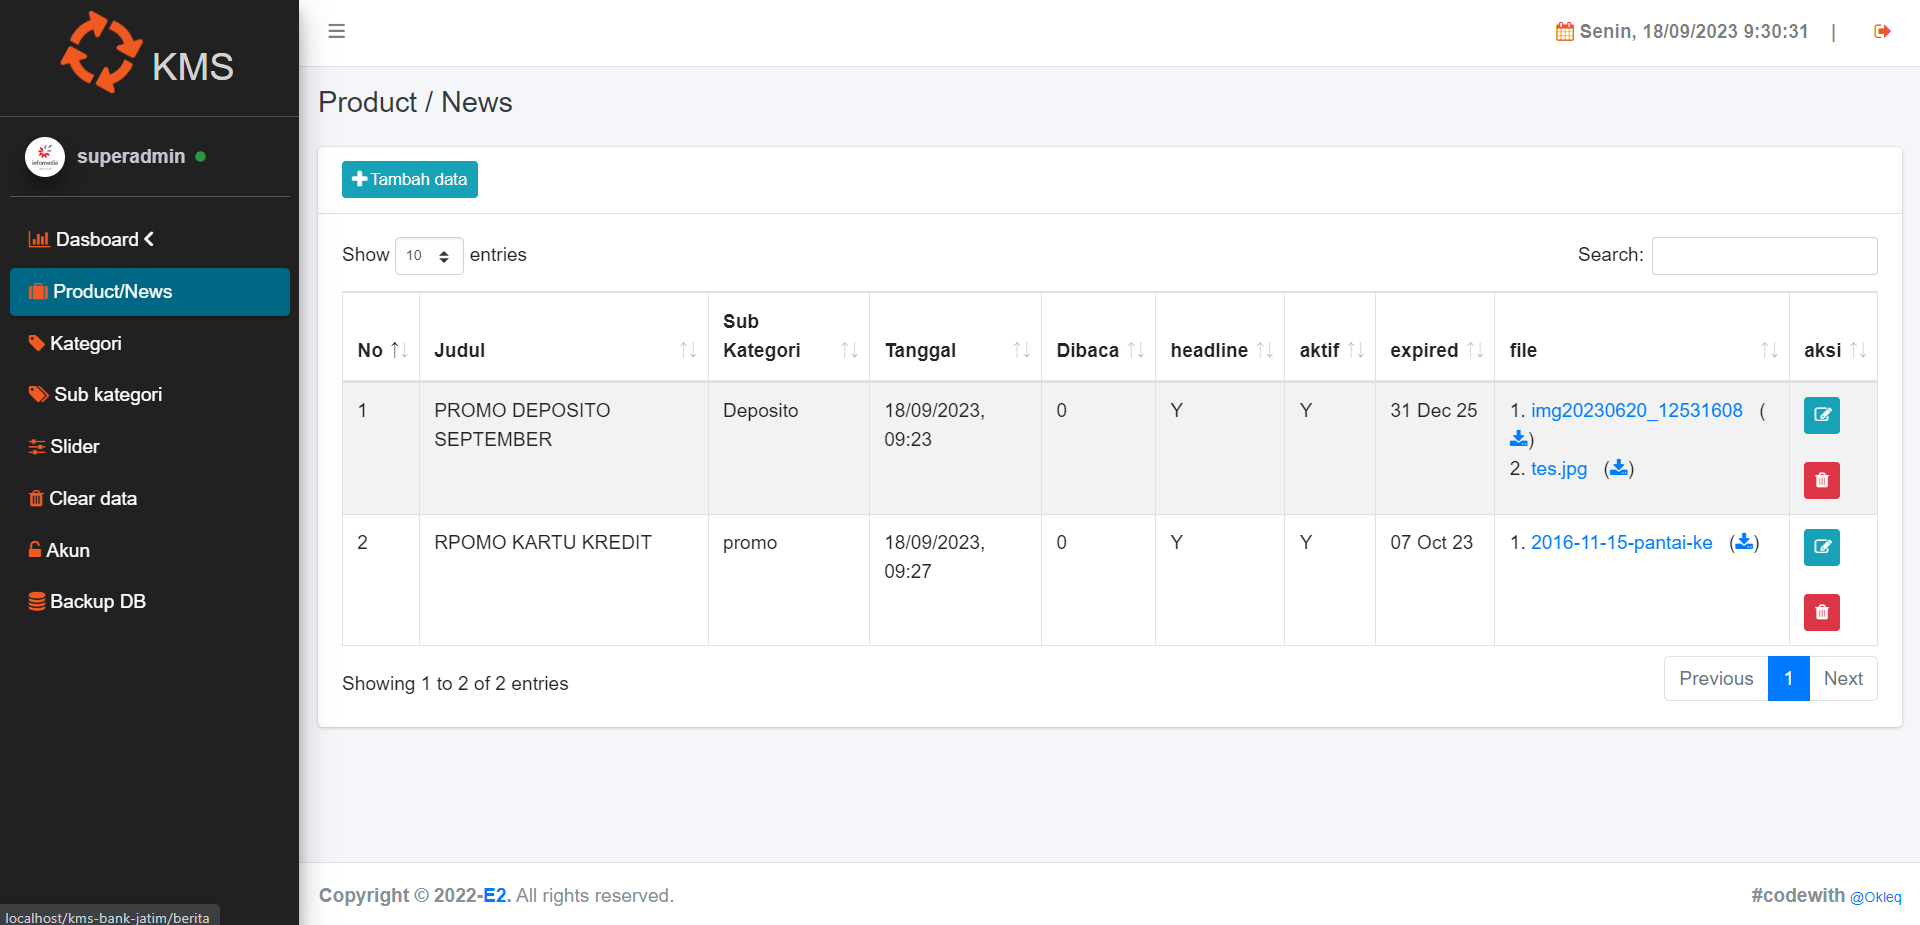 KMS
Senin, 18/09/2023 9:30:31 |
superadmin
Dasboard
Product/News
Kategori
Sub kategori
Slider
Clear data
Akun
Backup DB
Product / News
Tambah data
Show 10 entries
Search:
No Judul Sub Kategori Tanggal Dibaca headline aktif expired file aksi
1 PROMO DEPOSITO SEPTEMBER Deposito 18/09/2023, 09:23 0 Y Y 31 Dec 25 1. img20230620_12531608 ( )
2. tes.jpg ( )
2 RPOMO KARTU KREDIT promo 18/09/2023, 09:27 0 Y Y 07 Oct 23 1. 2016-11-15-pantai-ke ( )
Showing 1 to 2 of 2 entries
Previous 1 Next
Copyright © 2022-E2. All rights reserved.
#codewith @Okleq
localhost/kms-bank-jatim/berita